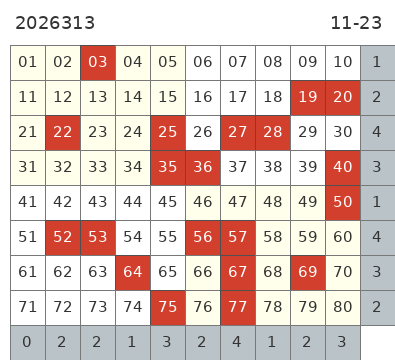 2026313 11-23
01 02 03 04 05 06 07 08 09 10 1
11 12 13 14 15 16 17 18 19 20 2
21 22 23 24 25 26 27 28 29 30 4
31 32 33 34 35 36 37 38 39 40 3
41 42 43 44 45 46 47 48 49 50 1
51 52 53 54 55 56 57 58 59 60 4
61 62 63 64 65 66 67 68 69 70 3
71 72 73 74 75 76 77 78 79 80 2
0 2 2 1 3 2 4 1 2 3